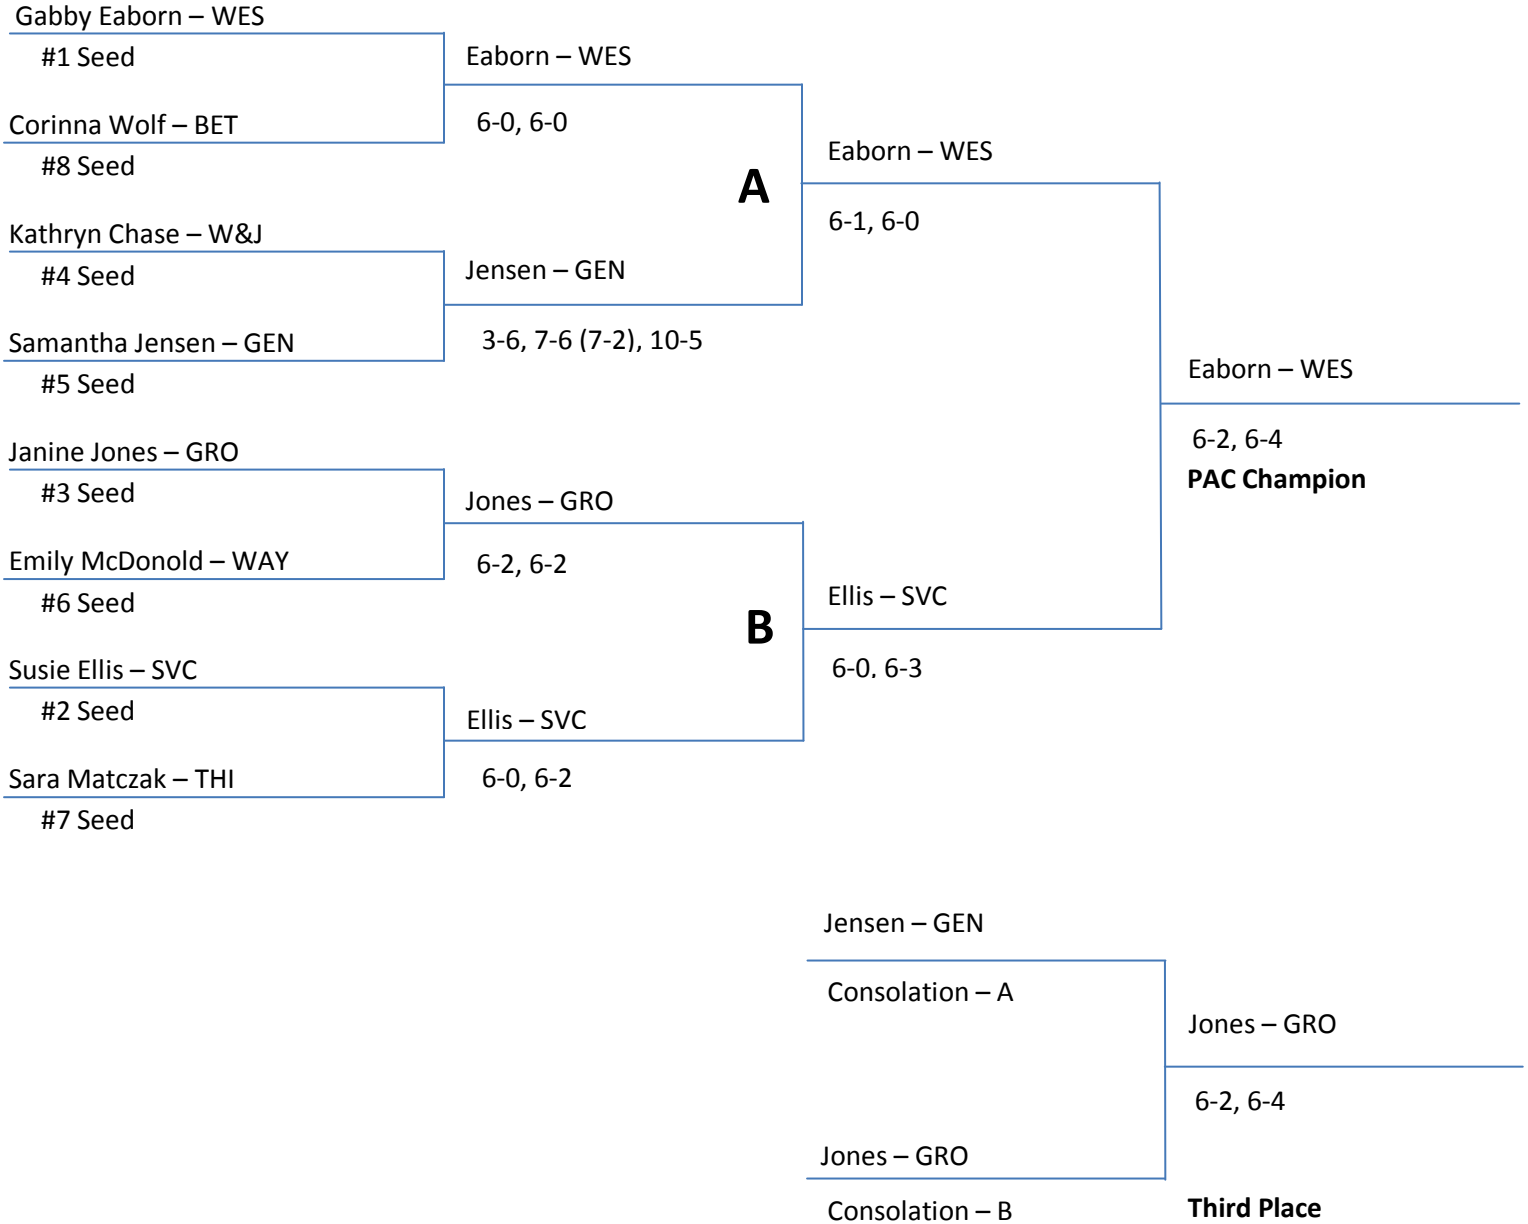 Gabby Eaborn – WES
#1 Seed
Corinna Wolf – BET
#8 Seed
Kathryn Chase – W&J
#4 Seed
Samantha Jensen – GEN
#5 Seed
Janine Jones – GRO
#3 Seed
Emily McDonold – WAY
#6 Seed
Susie Ellis – SVC
#2 Seed
Sara Matczak – THI
#7 Seed
Eaborn – WES
6-0, 6-0
Jensen – GEN
3-6, 7-6 (7-2), 10-5
Jones – GRO
6-2, 6-2
Ellis – SVC
6-0, 6-2
A
B
Eaborn – WES
6-1, 6-0
Ellis – SVC
6-0, 6-3
Eaborn – WES
6-2, 6-4
PAC Champion
Jensen – GEN
Consolation – A
Jones – GRO
Consolation – B
Jones – GRO
6-2, 6-4
Third Place